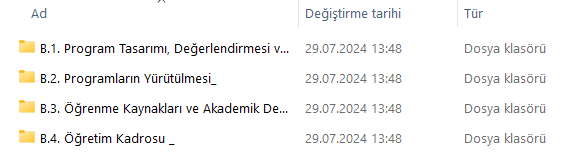 Ad Değiştirme tarihi Tür
B.1. Program Tasarımı, Değerlendirmesi v... 29.07.2024 13:48 Dosya klasörü
B.2. Programların Yürütülmesi_ 29.07.2024 13:48 Dosya klasörü
B.3. Öğrenme Kaynakları ve Akademik De... 29.07.2024 13:48 Dosya klasörü
B.4. Öğretim Kadrosu _ 29.07.2024 13:48 Dosya klasörü